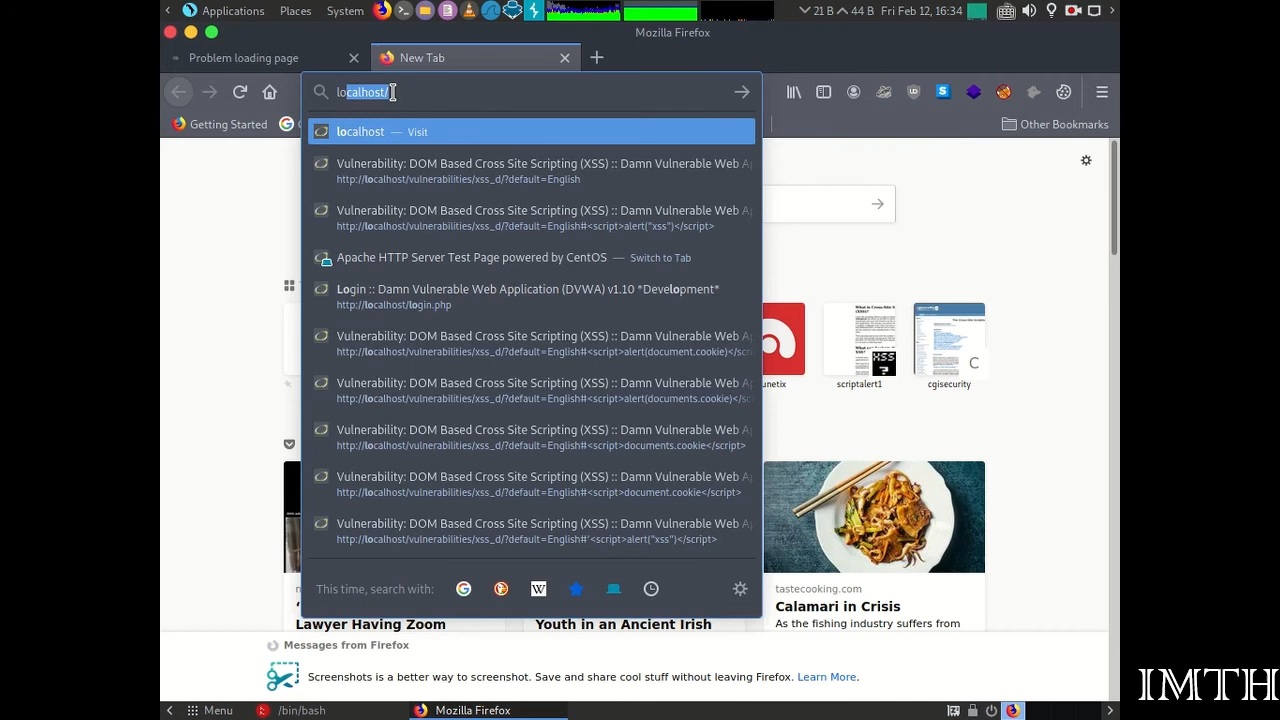 Applications Places System
21 B 44 B Fri Feb 12, 16:34
Mozilla Firefox
Problem loading page
New Tab
localhost/
Getting Started
Other Bookmarks
localhost — Visit
Vulnerability: DOM Based Cross Site Scripting (XSS) :: Damn Vulnerable Web A
http://localhost/vulnerabilities/xss_d/?default=English
Vulnerability: DOM Based Cross Site Scripting (XSS) :: Damn Vulnerable Web A
http://localhost/vulnerabilities/xss_d/?default=English#<script>alert("xss")</script>
Apache HTTP Server Test Page powered by CentOS — Switch to Tab
Login :: Damn Vulnerable Web Application (DVWA) v1.10 *Development*
http://localhost/login.php
Vulnerability: DOM Based Cross Site Scripting (XSS) :: Damn Vulnerable Web A
http://localhost/vulnerabilities/xss_d/?default=English#<script>alert(document.cookie)</scr
Vulnerability: DOM Based Cross Site Scripting (XSS) :: Damn Vulnerable Web A
http://localhost/vulnerabilities/xss_d/?default=English#<script>alert(documents.cookie)</sc
Vulnerability: DOM Based Cross Site Scripting (XSS) :: Damn Vulnerable Web A
http://localhost/vulnerabilities/xss_d/?default=English#<script>documents.cookie</script>
Vulnerability: DOM Based Cross Site Scripting (XSS) :: Damn Vulnerable Web A
http://localhost/vulnerabilities/xss_d/?default=English#<script>document.cookie</script>
Vulnerability: DOM Based Cross Site Scripting (XSS) :: Damn Vulnerable Web A
http://localhost/vulnerabilities/xss_d/?default=English#'<script>alert("xss")</script>
This time, search with:
unetix
scriptalert1
cgisecurity
C
XSS
?
tastecooking.com
Calamari in Crisis
As the fishing industry suffers from
Lawyer Having Zoom
Youth in an Ancient Irish
Messages from Firefox
Screenshots is a better way to screenshot. Save and share cool stuff without leaving Firefox. Learn More.
Menu
/bin/bash
Mozilla Firefox
IMTH